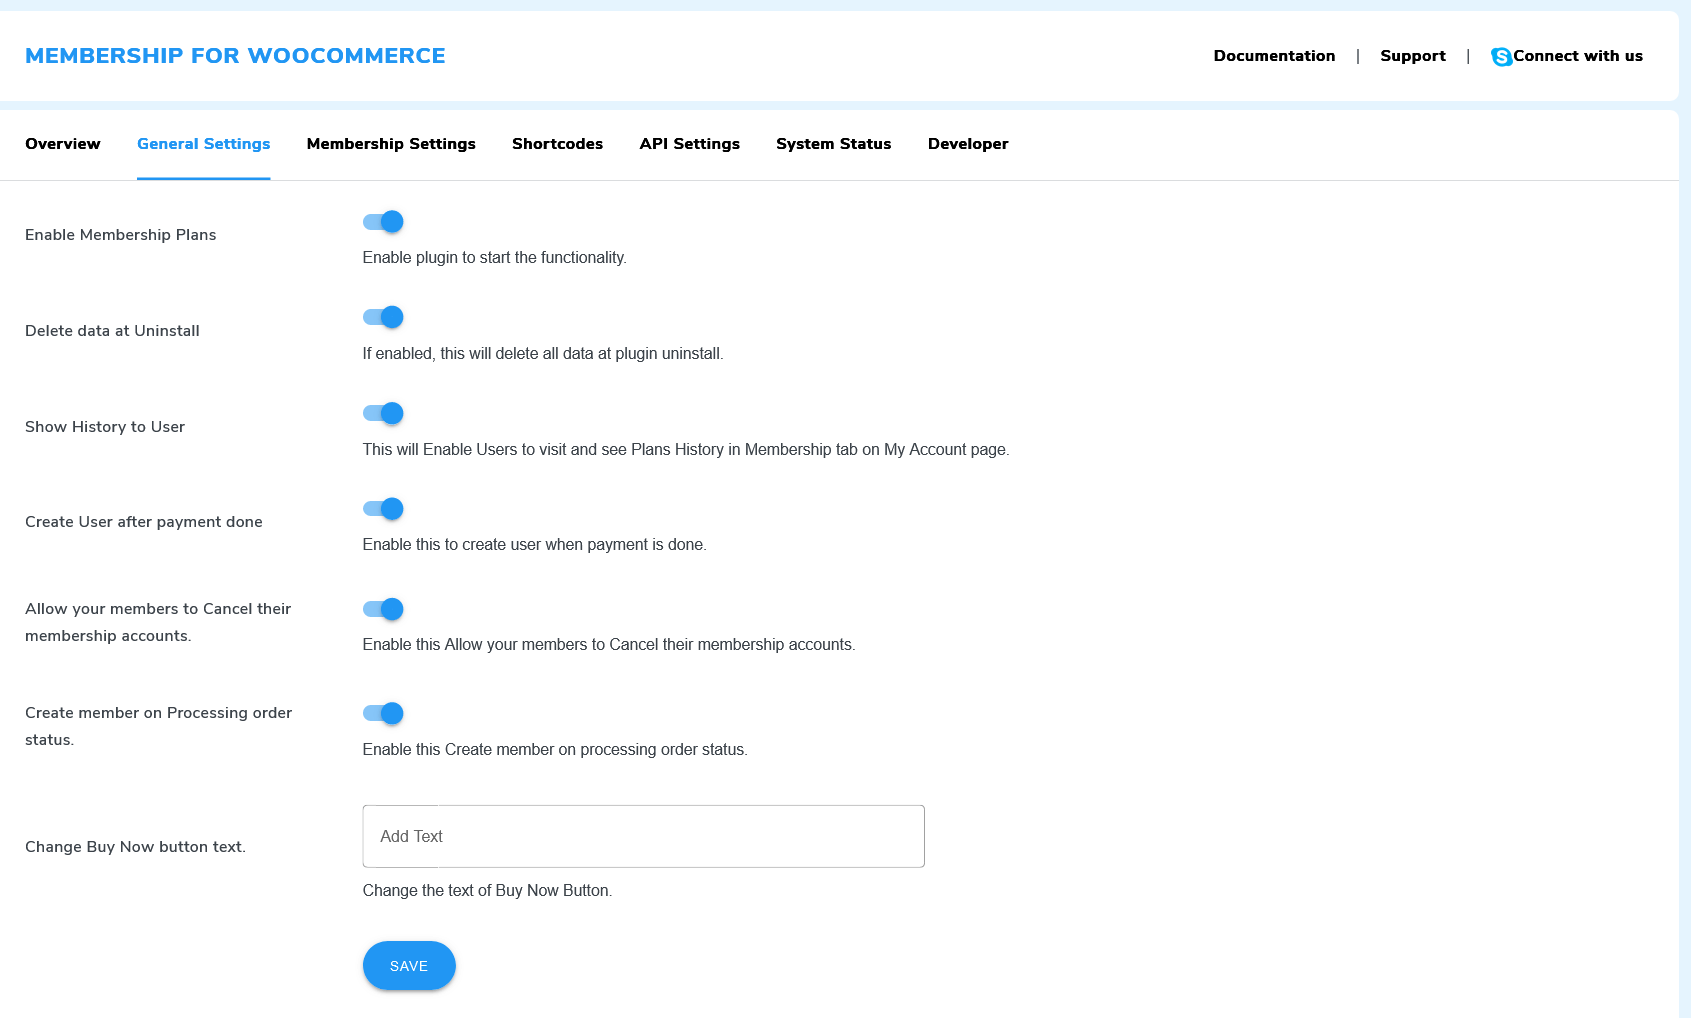 MEMBERSHIP FOR WOOCOMMERCE
Documentation | Support | Connect with us
Overview General Settings Membership Settings Shortcodes API Settings System Status Developer
Enable Membership Plans
Enable plugin to start the functionality.
Delete data at Uninstall
If enabled, this will delete all data at plugin uninstall.
Show History to User
This will Enable Users to visit and see Plans History in Membership tab on My Account page.
Create User after payment done
Enable this to create user when payment is done.
Allow your members to Cancel their
membership accounts.
Enable this Allow your members to Cancel their membership accounts.
Create member on Processing order
status.
Enable this Create member on processing order status.
Change Buy Now button text.
Add Text
Change the text of Buy Now Button.
SAVE